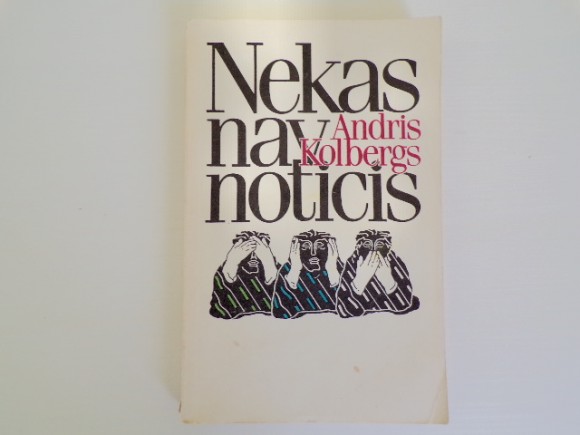 Nekas
nav
Andris
Kolbergs
noticis